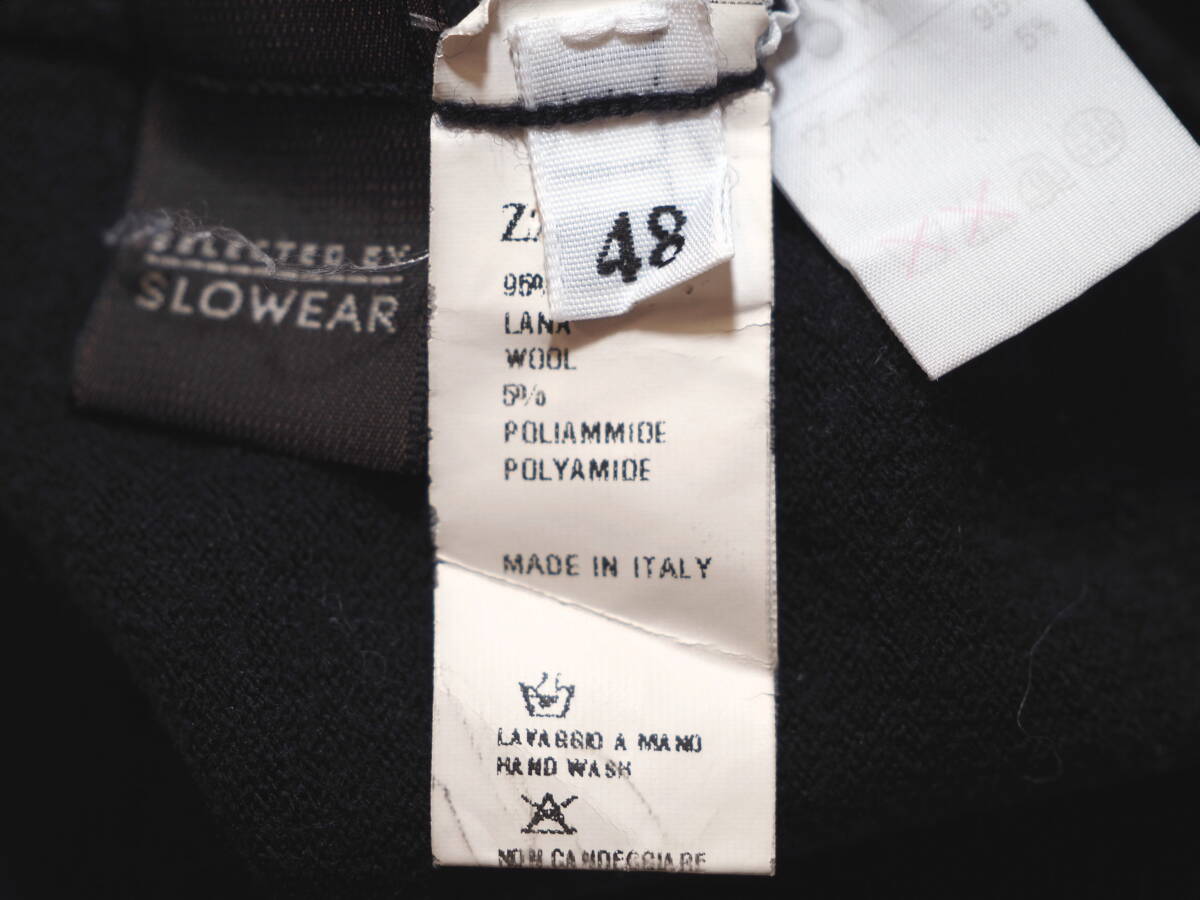 SELECTED BY
SLOWEAR
48
LANA
WOOL
5%
POLIAMMIDE
POLYAMIDE
MADE IN ITALY
LAVAGGIO A MANO
HAND WASH
NON CANDEGGIARE
95
5%